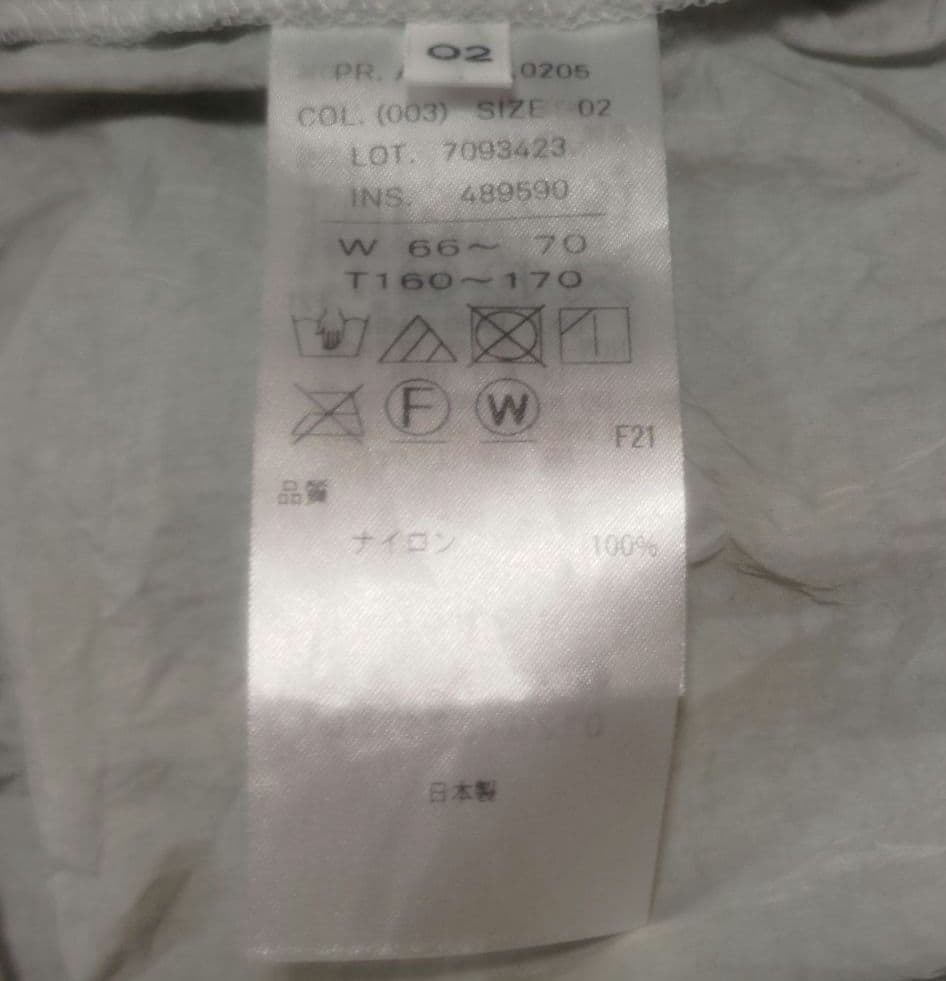 02
PR. .0205
COL. (003) SIZE 02
LOT. 7093423
INS. 489590
W 66~ 70
T160~170
F W
F21
品質
ナイロン 100%
日本製